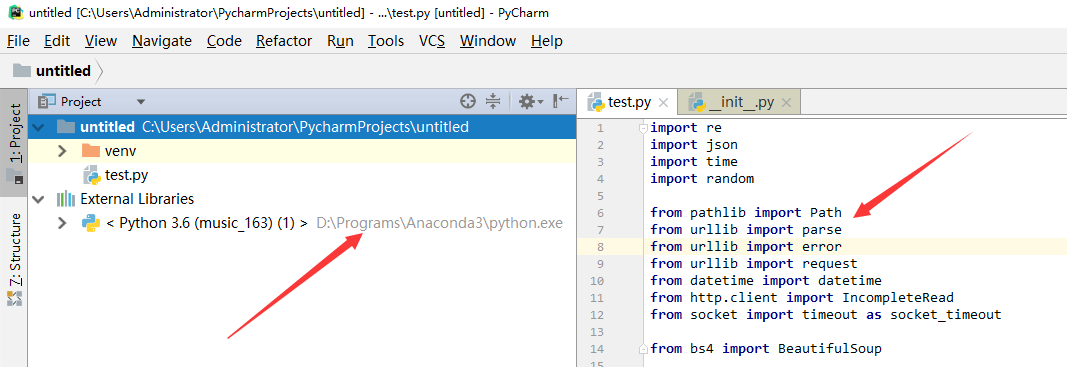 untitled [C:\Users\Administrator\PycharmProjects\untitled] - ...\test.py [untitled] - PyCharm
File Edit View Navigate Code Refactor Run Tools VCS Window Help
untitled
1: Project
Z: Structure
Project
untitled C:\Users\Administrator\PycharmProjects\untitled
venv
test.py
External Libraries
< Python 3.6 (music_163) (1) > D:\Programs\Anaconda3\python.exe
test.py
__init__.py
1 import re
2 import json
3 import time
4 import random
5
6 from pathlib import Path
7 from urllib import parse
8 from urllib import error
9 from urllib import request
10 from datetime import datetime
11 from http.client import IncompleteRead
12 from socket import timeout as socket_timeout
13
14 from bs4 import BeautifulSoup
15